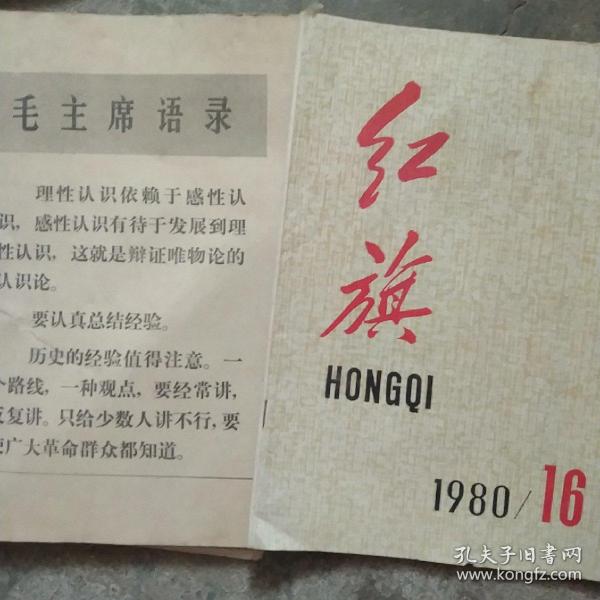 毛主席语录
理性认识依赖于感性认
识，感性认识有待于发展到理
性认识，这就是辩证唯物论的
认识论。
要认真总结经验。
历史的经验值得注意。一
个路线，一种观点，要经常讲，
反复讲。只给少数人讲不行，要
使广大革命群众都知道。
红旗
HONGQI
1980/16
孔夫子旧书网
www.kongfz.com